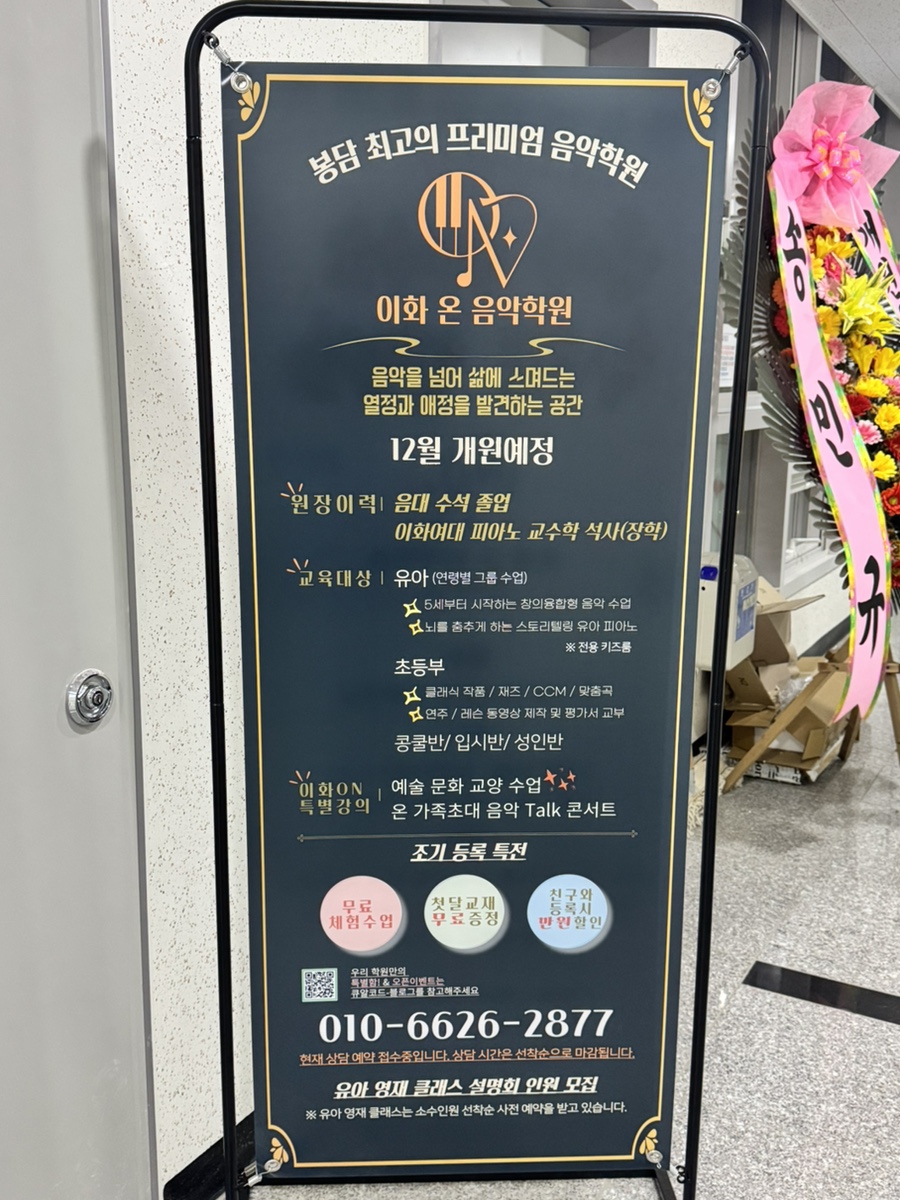 봉담 최고의 프리미엄 음악학원
이화 온 음악학원
음악을 넘어 삶에 스며드는
열정과 애정을 발견하는 공간
12월 개원예정
원장이력 | 음대 수석 졸업
이화여대 피아노 교수학 석사(장학)
교육대상 | 유아 (연령별 그룹 수업)
5세부터 시작하는 창의융합형 음악 수업
뇌를 춤추게 하는 스토리텔링 유아 피아노
※ 전용 키즈룸
초등부
클래식 작품 / 재즈 / CCM / 맞춤곡
연주 / 레슨 동영상 제작 및 평가서 교부
콩쿨반/ 입시반/ 성인반
이화ON
특별강의 |
예술 문화 교양 수업
온 가족초대 음악 Talk 콘서트
조기 등록 특전
무료
체험수업
첫달교재
무료증정
친구와
등록시
만원할인
우리 학원만의
특별함! & 오픈이벤트는
큐알코드-블로그를 참고해주세요
010-6626-2877
현재 상담 예약 접수중입니다. 상담 시간은 선착순으로 마감됩니다.
유아 영재 클래스 설명회 인원 모집
※ 유아 영재 클래스는 소수인원 선착순 사전 예약을 받고 있습니다.
송민규